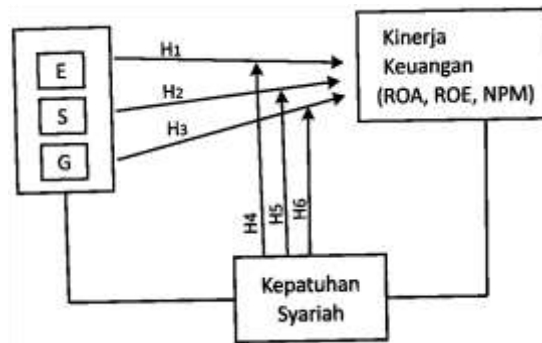 E
S
G
H1
H2
H3
Kinerja
Keuangan
(ROA, ROE, NPM)
H4
H5
H6
Kepatuhan
Syariah